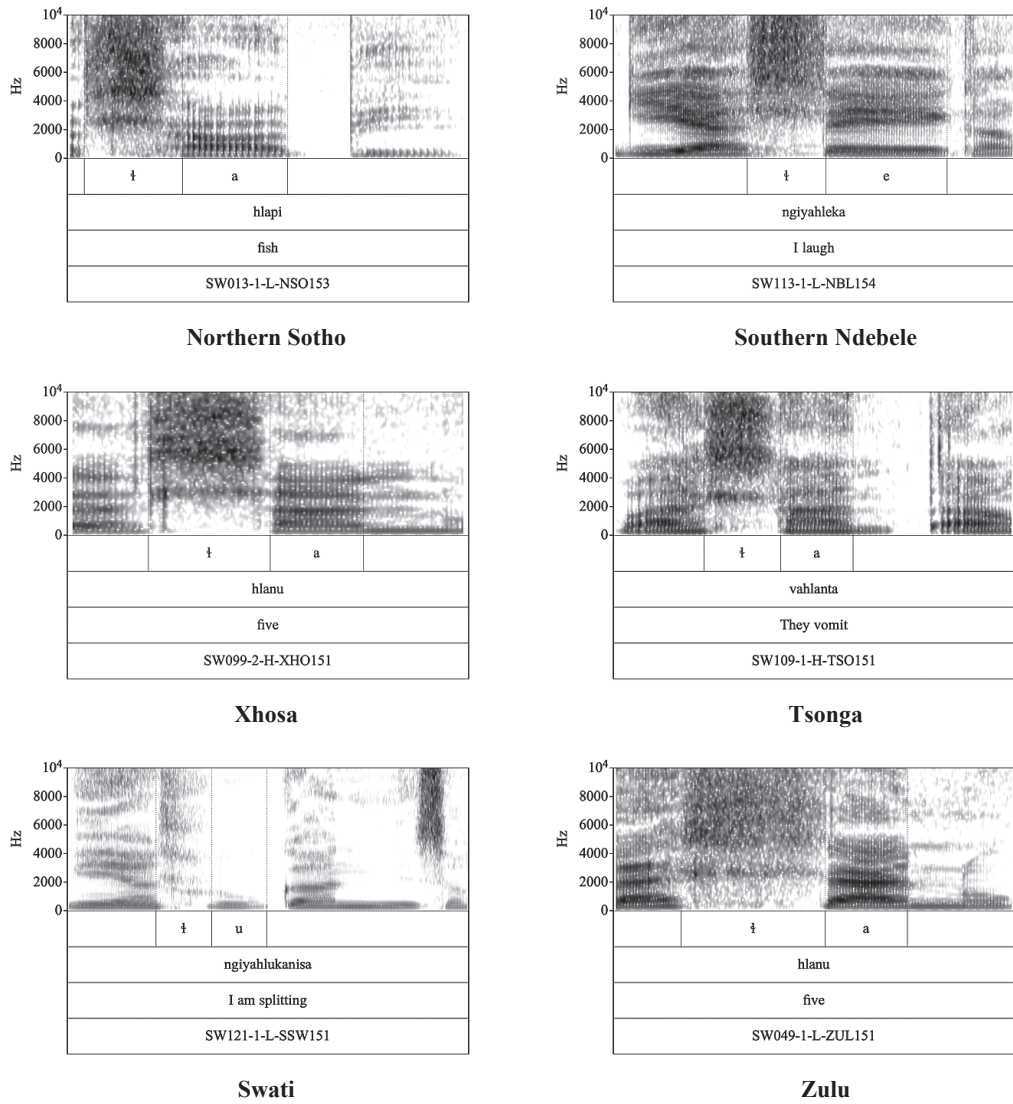 10⁴
8000
6000
4000
2000
0
Hz
ɬ a
hlapi
fish
SW013-1-L-NSO153
Northern Sotho
10⁴
8000
6000
4000
2000
0
Hz
ɬ e
ngiyahleka
I laugh
SW113-1-L-NBL154
Southern Ndebele
10⁴
8000
6000
4000
2000
0
Hz
ɬ a
hlanu
five
SW099-2-H-XHO151
Xhosa
10⁴
8000
6000
4000
2000
0
Hz
ɬ a
vahlanta
They vomit
SW109-1-H-TSO151
Tsonga
10⁴
8000
6000
4000
2000
0
Hz
ɬ u
ngiyahlukanisa
I am splitting
SW121-1-L-SSW151
Swati
10⁴
8000
6000
4000
2000
0
Hz
ɬ a
hlanu
five
SW049-1-L-ZUL151
Zulu